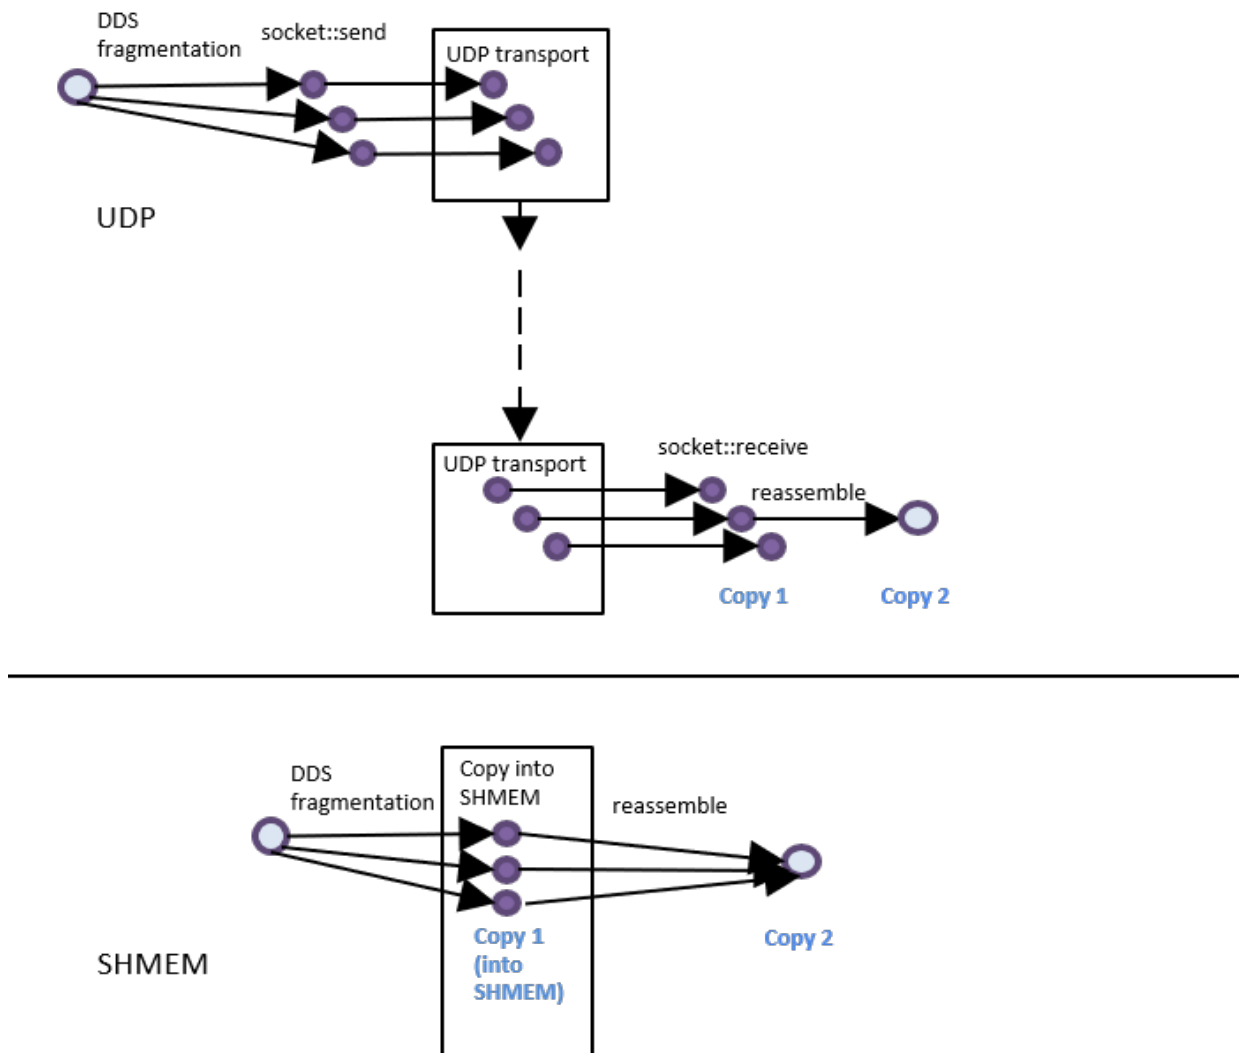 DDS
fragmentation
socket::send
UDP transport
UDP
UDP transport
socket::receive
reassemble
Copy 1
Copy 2
DDS
fragmentation
Copy into
SHMEM
reassemble
Copy 1
(into
SHMEM)
Copy 2
SHMEM